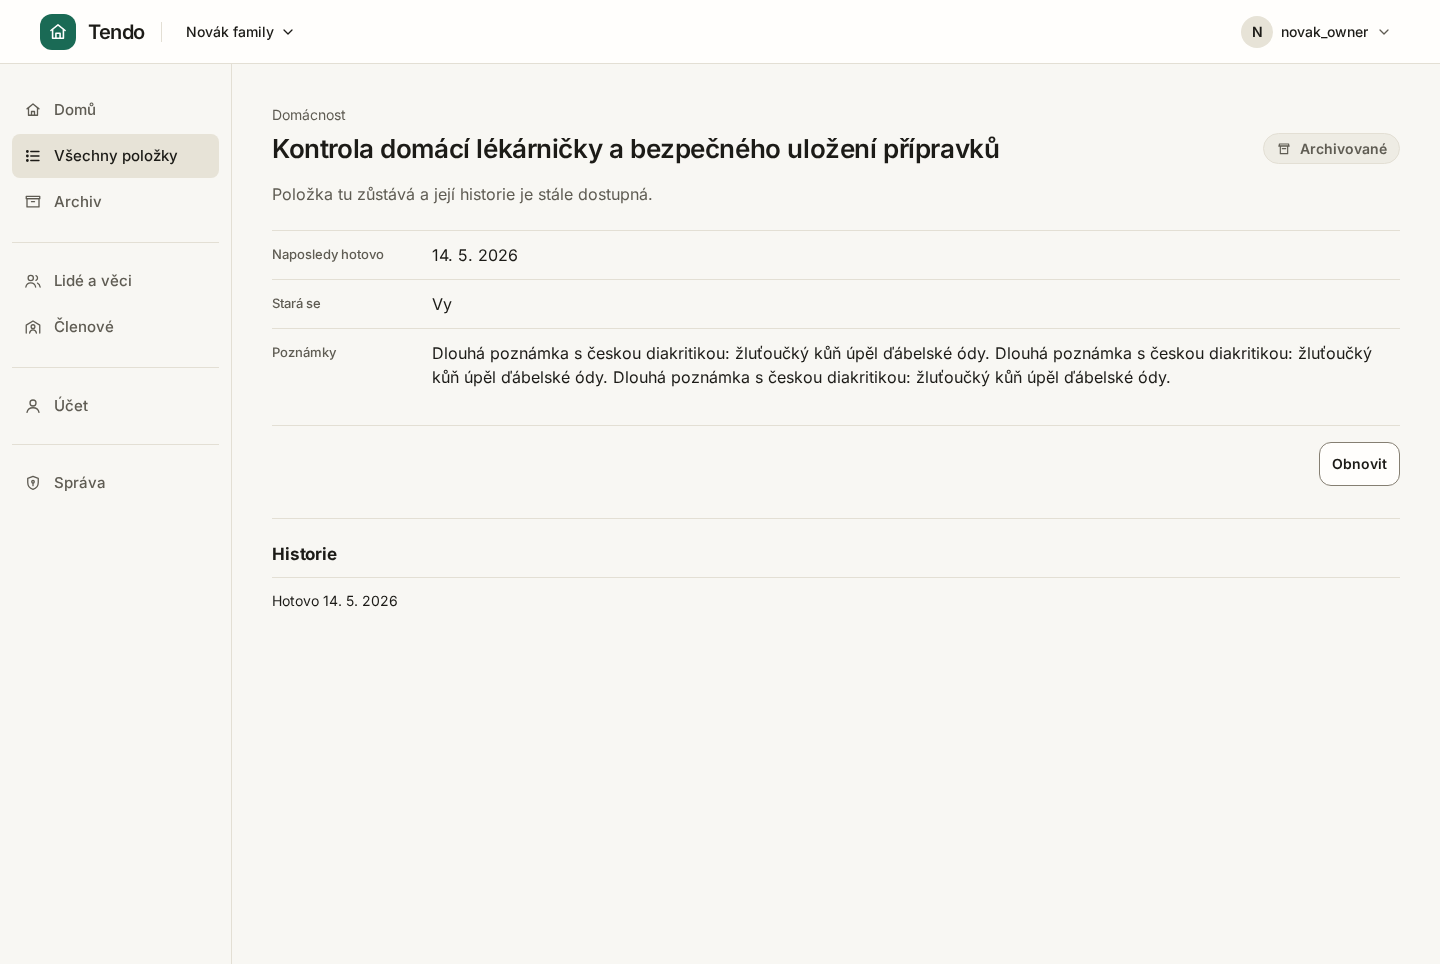 Tendo
Novák family
N
novak_owner
Domů
Všechny položky
Archiv
Lidé a věci
Členové
Účet
Správa
Domácnost
Kontrola domácí lékárničky a bezpečného uložení přípravků
Archivované
Položka tu zůstává a její historie je stále dostupná.
Naposledy hotovo
14. 5. 2026
Stará se
Vy
Poznámky
Dlouhá poznámka s českou diakritikou: žluťoučký kůň úpěl ďábelské ódy. Dlouhá poznámka s českou diakritikou: žluťoučký
kůň úpěl ďábelské ódy. Dlouhá poznámka s českou diakritikou: žluťoučký kůň úpěl ďábelské ódy.
Obnovit
Historie
Hotovo 14. 5. 2026